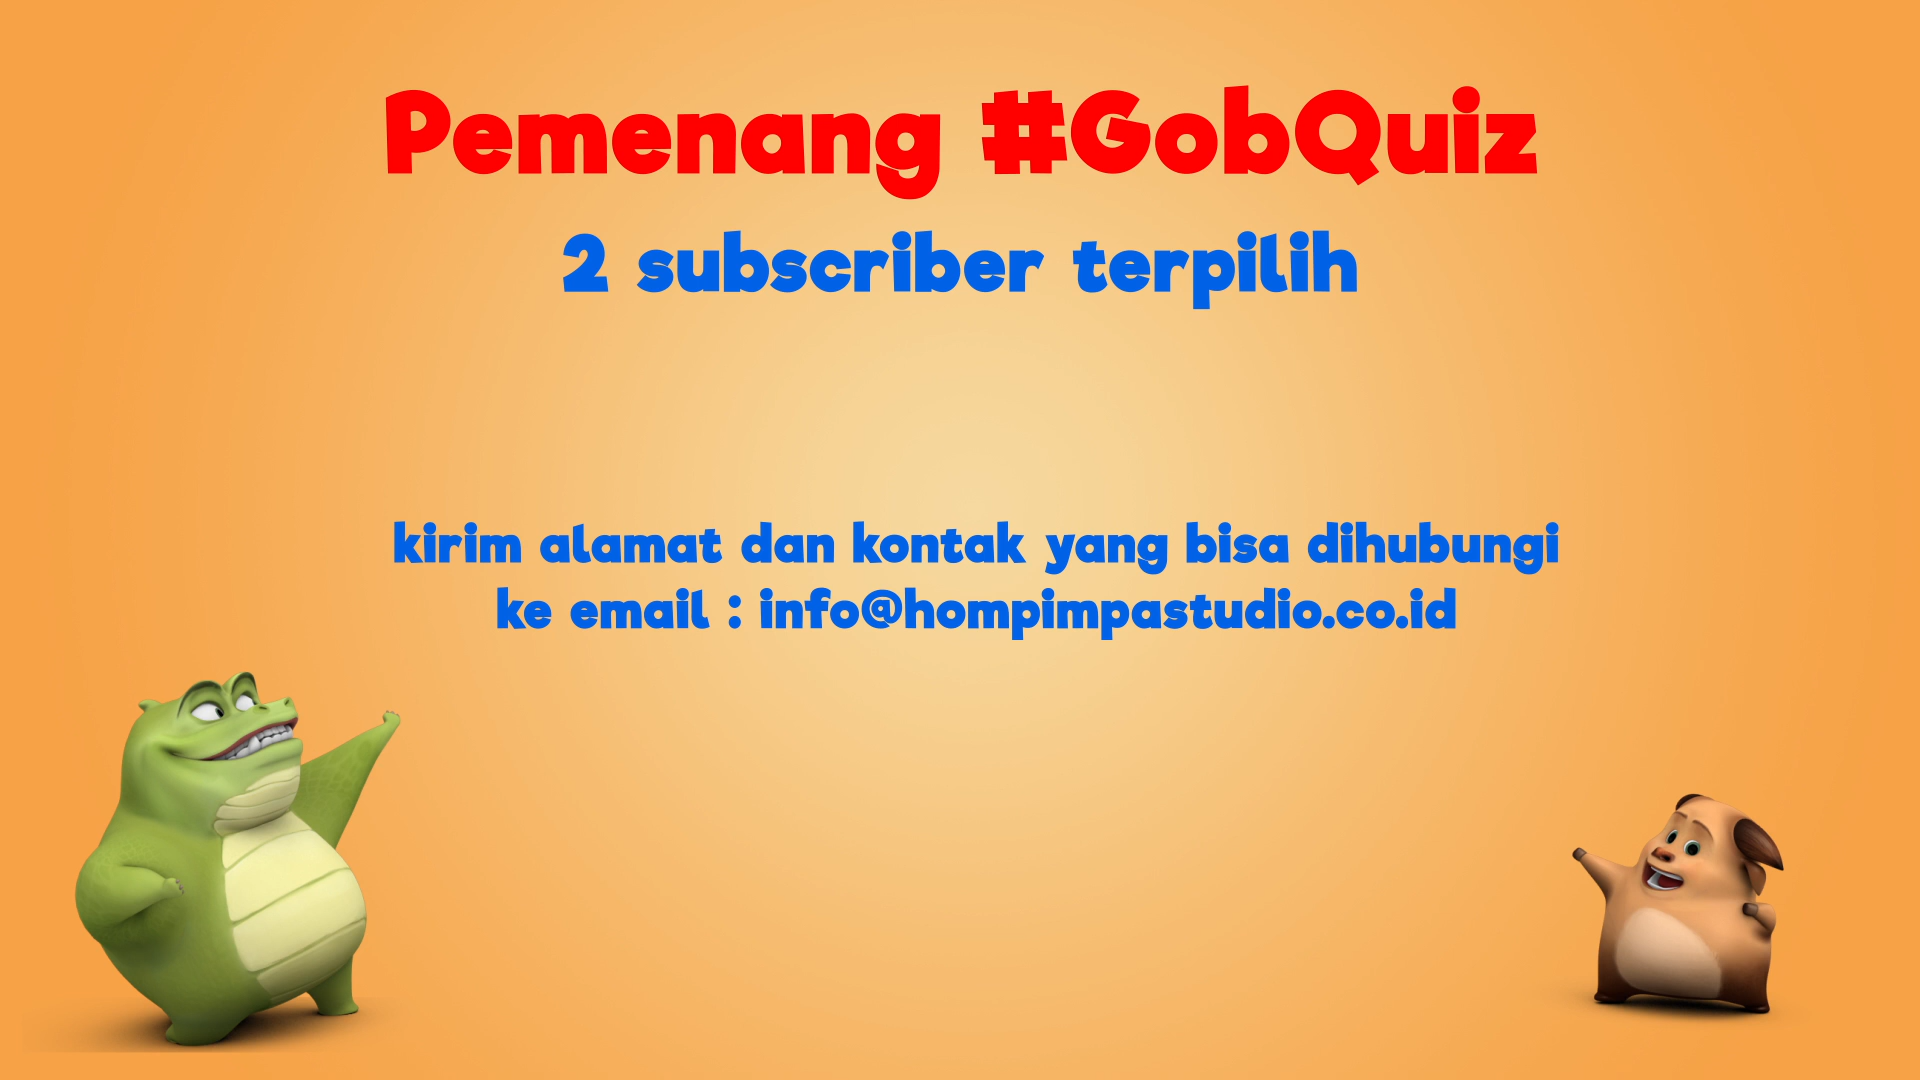 Pemenang #GobQuiz
2 subscriber terpilih
kirim alamat dan kontak yang bisa dihubungi
ke email : info@hompimpastudio.co.id